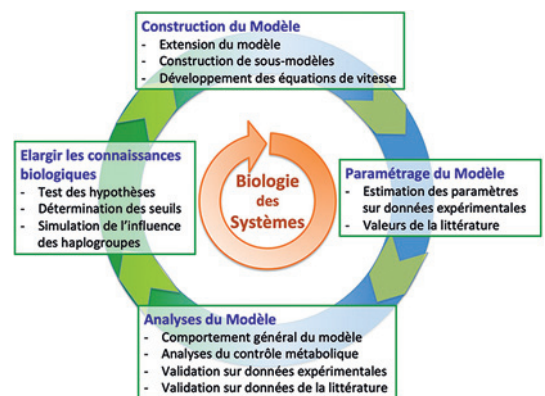 Construction du Modèle
- Extension du modèle
- Construction de sous-modèles
- Développement des équations de vitesse
Elargir les connaissances
biologiques
- Test des hypothèses
- Détermination des seuils
- Simulation de l'influence
des haplogroupes
Biologie
des
Systèmes
Paramétrage du Modèle
- Estimation des paramètres
sur données expérimentales
- Valeurs de la littérature
Analyses du Modèle
- Comportement général du modèle
- Analyses du contrôle métabolique
- Validation sur données expérimentales
- Validation sur données de la littérature